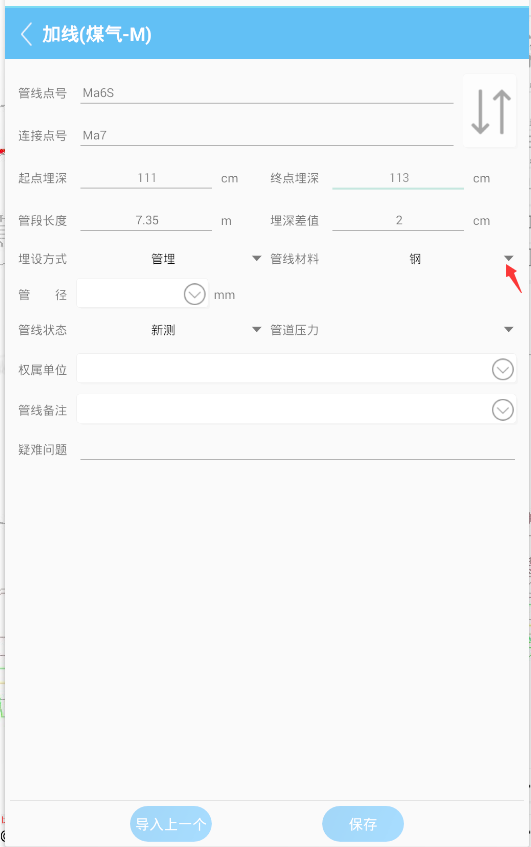 加线(煤气-M)
管线点号 Ma6S
连接点号 Ma7
起点埋深 111 cm 终点埋深 113 cm
管段长度 7.35 m 埋深差值 2 cm
埋设方式 管埋 管线材料 钢
管 径 mm
管线状态 新测 管道压力
权属单位
管线备注
疑难问题
导入上一个 保存